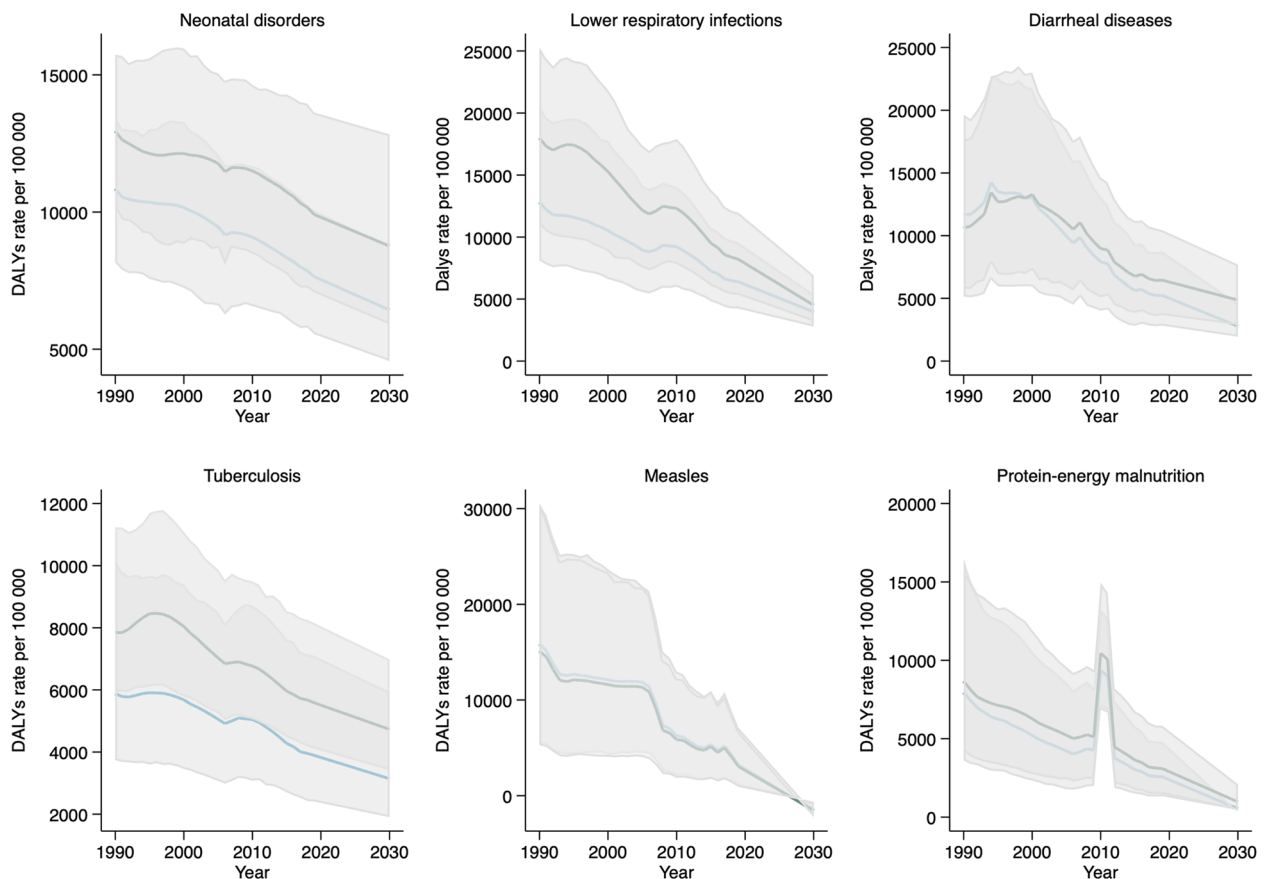 Neonatal disorders
DALYs rate per 100 000
15000
10000
5000
1990 2000 2010 2020 2030
Year
Lower respiratory infections
Dalys rate per 100 000
25000
20000
15000
10000
5000
0
1990 2000 2010 2020 2030
Year
Diarrheal diseases
Dalys rate per 100 000
25000
20000
15000
10000
5000
0
1990 2000 2010 2020 2030
Year
Tuberculosis
DALYs rate per 100 000
12000
10000
8000
6000
4000
2000
1990 2000 2010 2020 2030
Year
Measles
DALYs rate per 100 000
30000
20000
10000
0
1990 2000 2010 2020 2030
Year
Protein-energy malnutrition
DALYs rate per 100 000
20000
15000
10000
5000
0
1990 2000 2010 2020 2030
Year